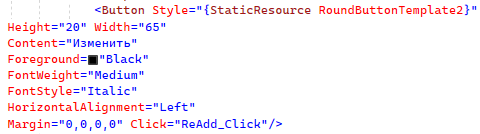 <Button Style="{StaticResource RoundButtonTemplate2}"
Height="20" Width="65"
Content="Изменить"
Foreground="Black"
FontWeight="Medium"
FontStyle="Italic"
HorizontalAlignment="Left"
Margin="0,0,0,0" Click="ReAdd_Click"/>